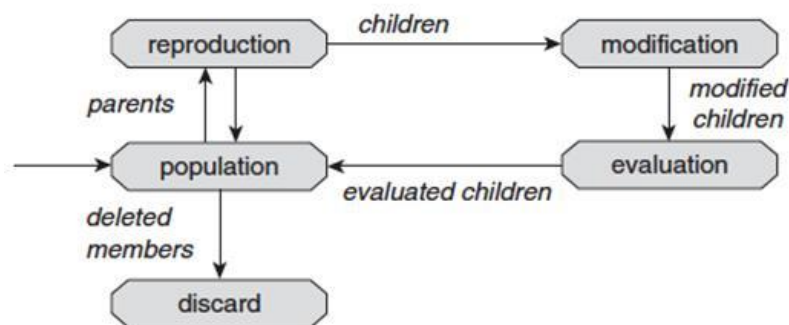 reproduction
children
modification
parents
modified
children
population
evaluated children
evaluation
deleted
members
discard